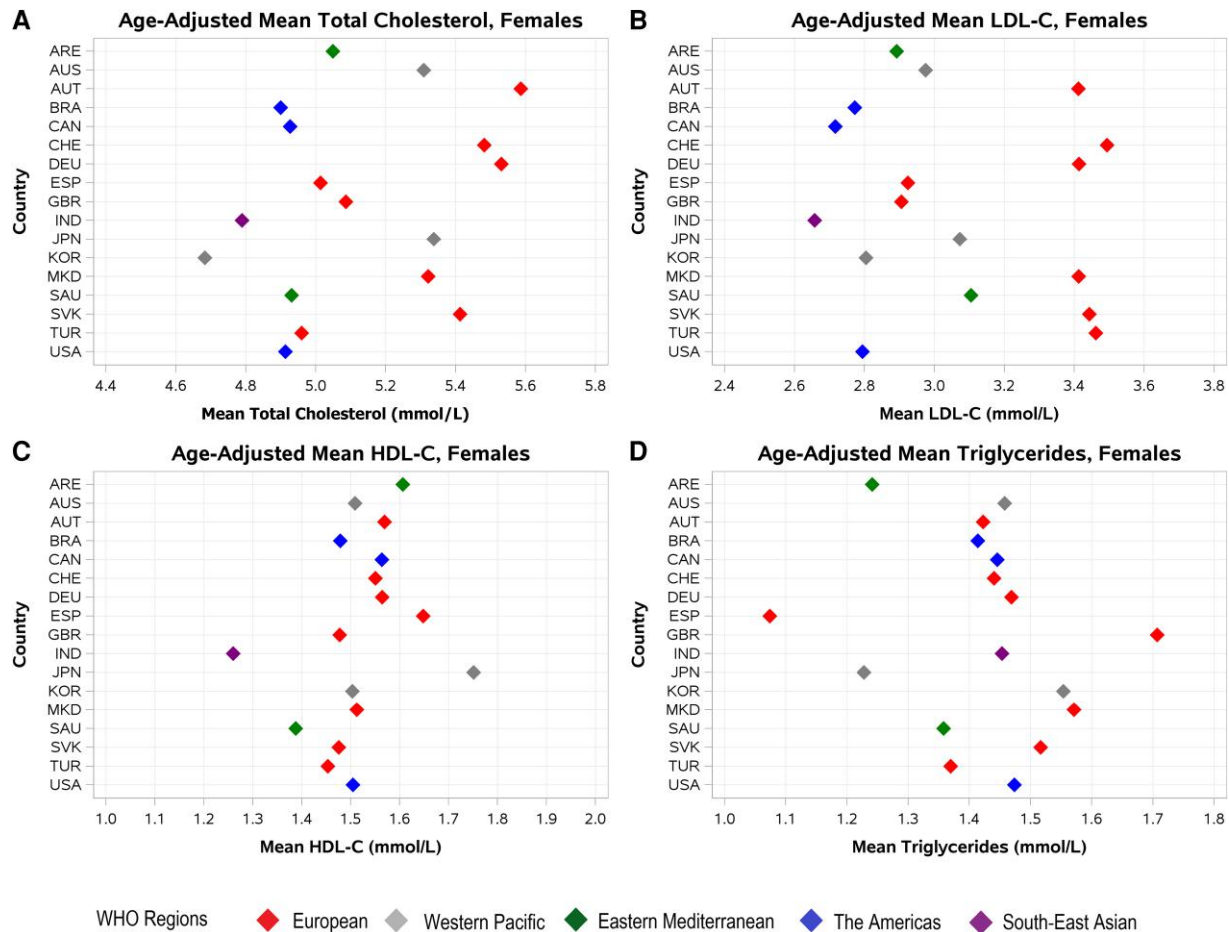 A
Age-Adjusted Mean Total Cholesterol, Females
Country
ARE
AUS
AUT
BRA
CAN
CHE
DEU
ESP
GBR
IND
JPN
KOR
MKD
SAU
SVK
TUR
USA
4.4 4.6 4.8 5.0 5.2 5.4 5.6 5.8
Mean Total Cholesterol (mmol/L)
B
Age-Adjusted Mean LDL-C, Females
Country
ARE
AUS
AUT
BRA
CAN
CHE
DEU
ESP
GBR
IND
JPN
KOR
MKD
SAU
SVK
TUR
USA
2.4 2.6 2.8 3.0 3.2 3.4 3.6 3.8
Mean LDL-C (mmol/L)
C
Age-Adjusted Mean HDL-C, Females
Country
ARE
AUS
AUT
BRA
CAN
CHE
DEU
ESP
GBR
IND
JPN
KOR
MKD
SAU
SVK
TUR
USA
1.0 1.1 1.2 1.3 1.4 1.5 1.6 1.7 1.8 1.9 2.0
Mean HDL-C (mmol/L)
D
Age-Adjusted Mean Triglycerides, Females
Country
ARE
AUS
AUT
BRA
CAN
CHE
DEU
ESP
GBR
IND
JPN
KOR
MKD
SAU
SVK
TUR
USA
1.0 1.1 1.2 1.3 1.4 1.5 1.6 1.7 1.8
Mean Triglycerides (mmol/L)
WHO Regions European Western Pacific Eastern Mediterranean The Americas South-East Asian